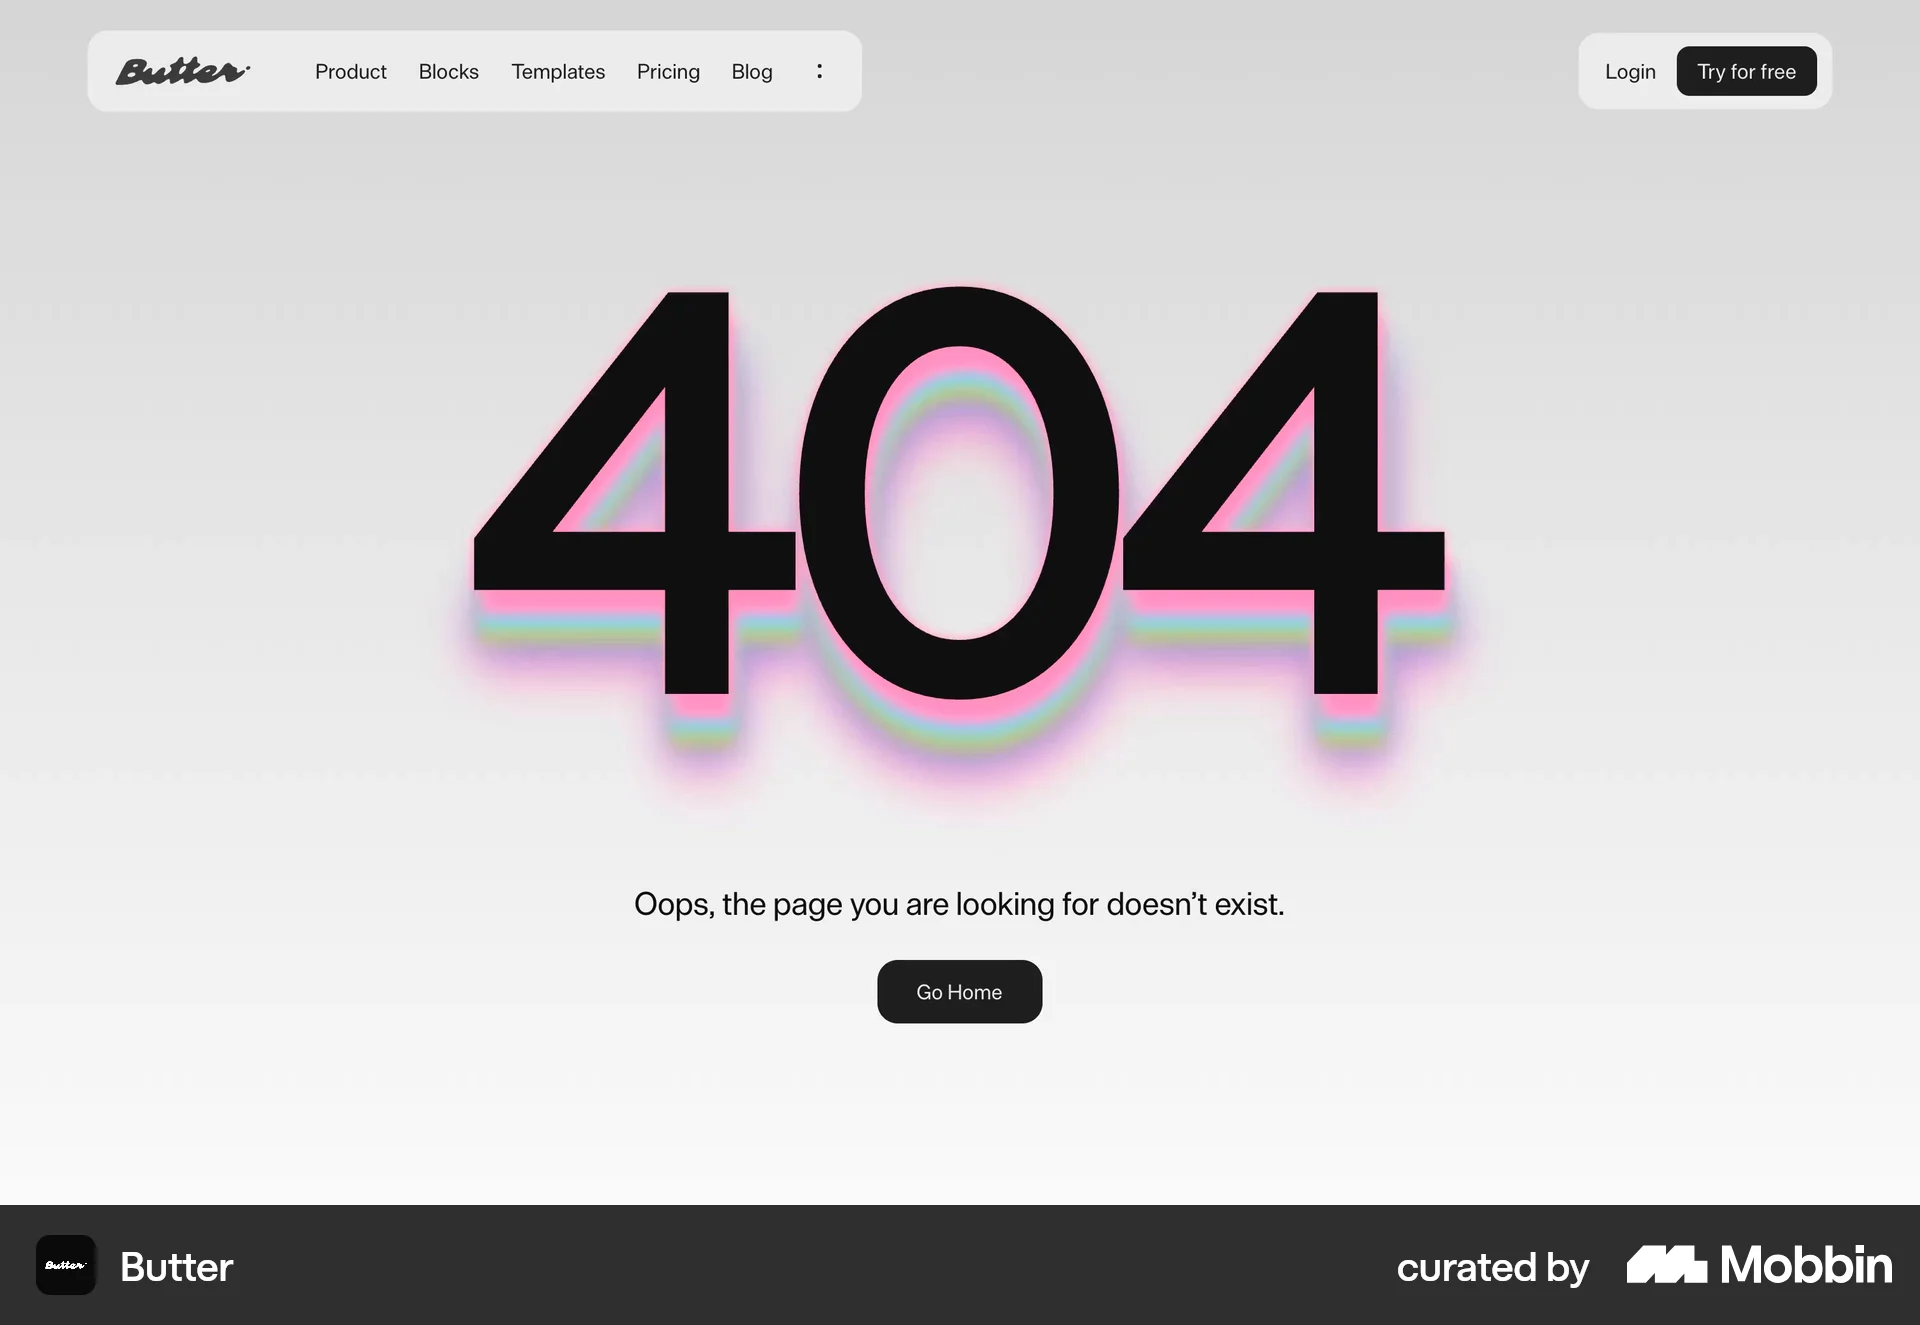 Butter
Product Blocks Templates Pricing Blog
Login Try for free
404
Oops, the page you are looking for doesn’t exist.
Go Home
Butter Butter
curated by Mobbin